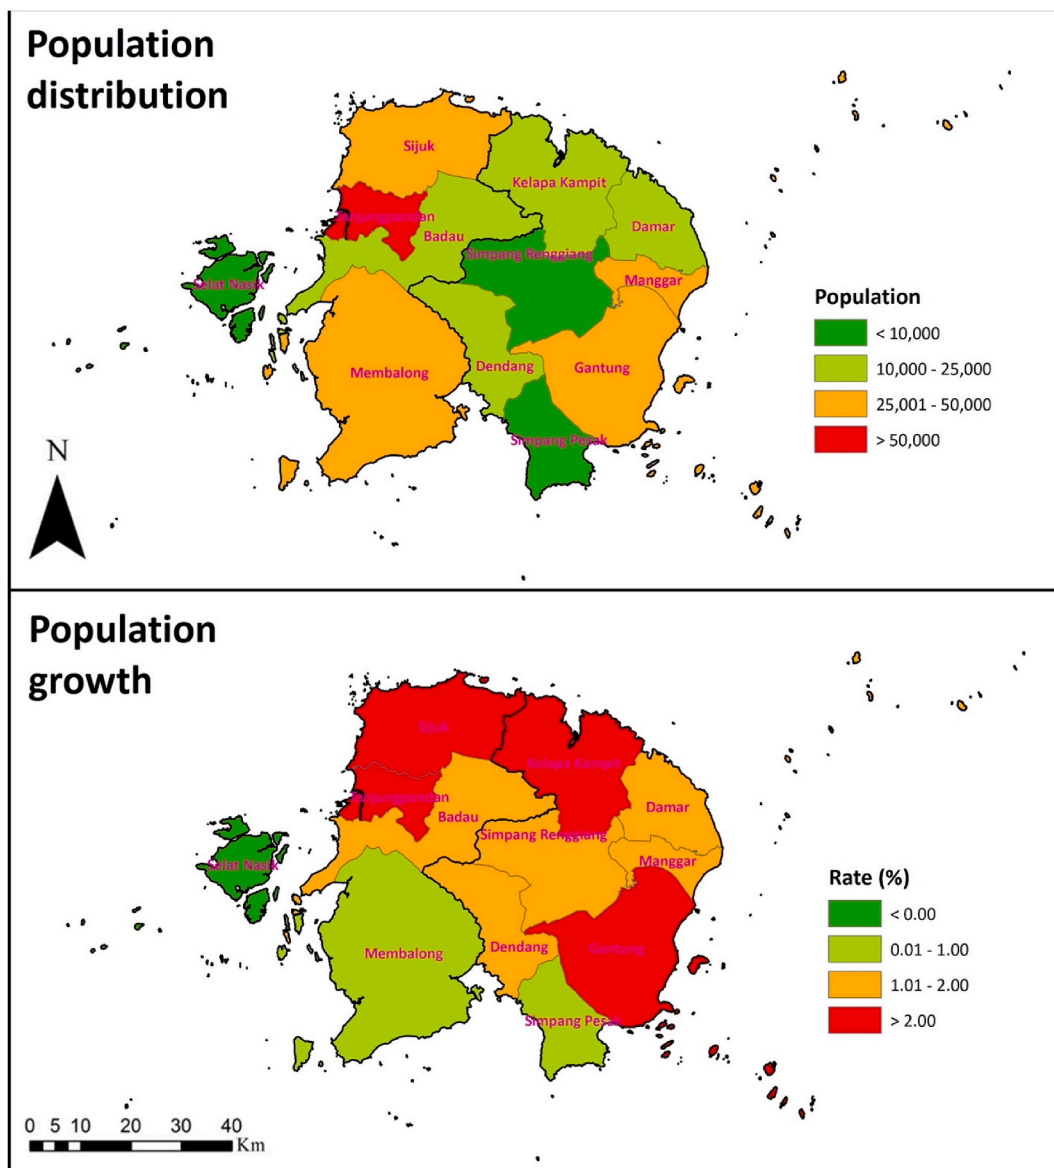 Population
distribution
Sijuk
Kelapa Kampit
Tanjungpandan
Badau
Damar
Simpang Renggiang
Manggar
Selat Nasik
Membalong
Dendang
Gantung
Simpang Pesak
Population
< 10,000
10,000 - 25,000
25,001 - 50,000
> 50,000
N
Population
growth
Sijuk
Kelapa Kampit
Tanjungpandan
Badau
Damar
Simpang Renggiang
Manggar
Selat Nasik
Membalong
Dendang
Gantung
Simpang Pesak
Rate (%)
< 0.00
0.01 - 1.00
1.01 - 2.00
> 2.00
0 5 10 20 30 40
Km